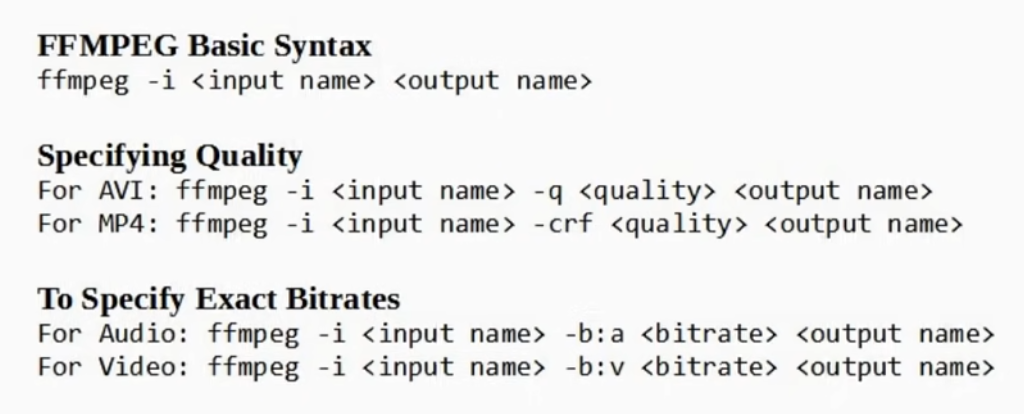 FFMPEG Basic Syntax
ffmpeg -i <input name> <output name>
Specifying Quality
For AVI: ffmpeg -i <input name> -q <quality> <output name>
For MP4: ffmpeg -i <input name> -crf <quality> <output name>
To Specify Exact Bitrates
For Audio: ffmpeg -i <input name> -b:a <bitrate> <output name>
For Video: ffmpeg -i <input name> -b:v <bitrate> <output name>